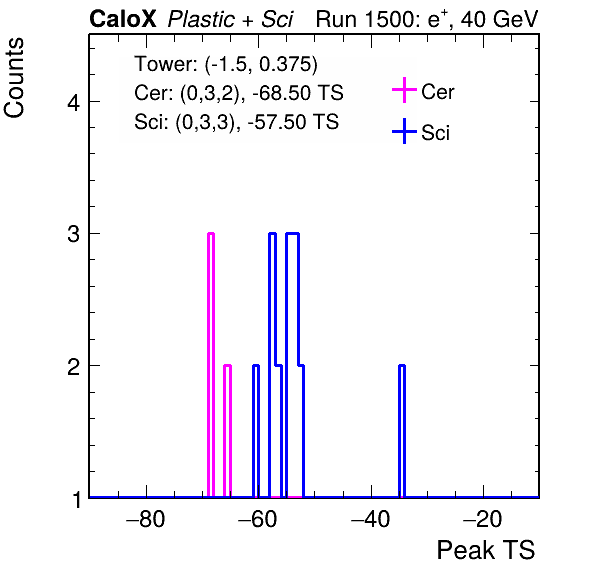 CaloX Plastic + Sci Run 1500: e+, 40 GeV
Counts
Tower: (-1.5, 0.375)
Cer: (0,3,2), -68.50 TS
Sci: (0,3,3), -57.50 TS
Cer
Sci
4
3
2
1
−80 −60 −40 −20
Peak TS